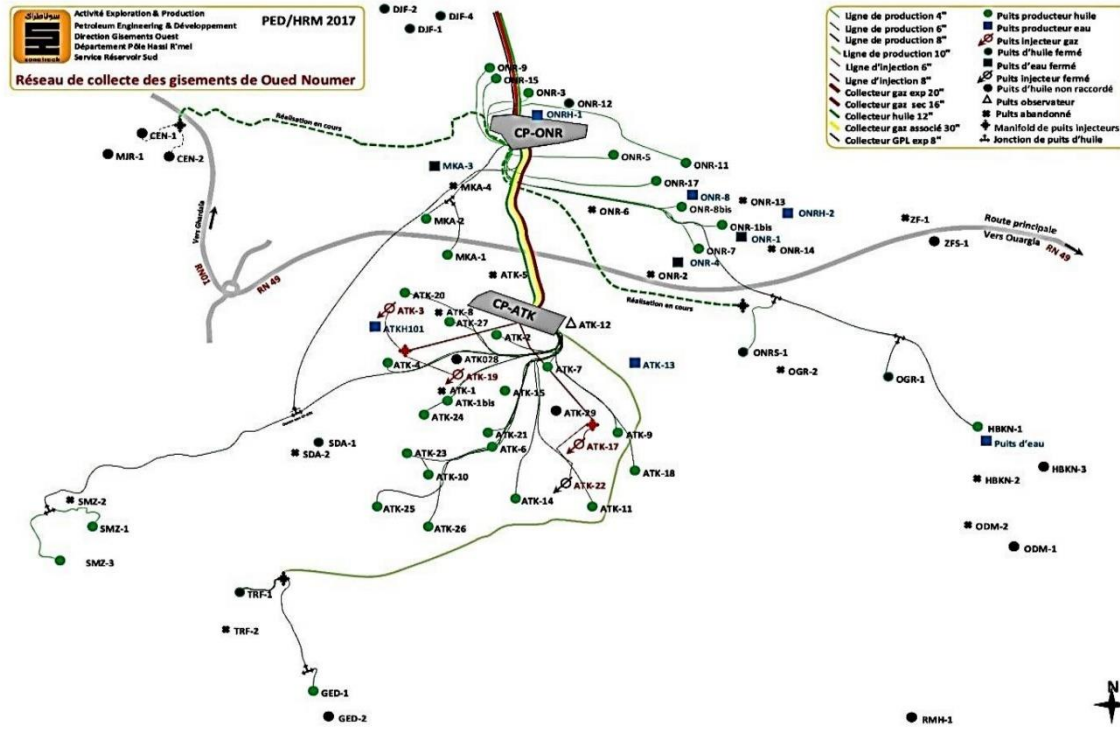 سوناطراك
sonatrach
Activité Exploration & Production
Petroleum Engineering & Développement
Direction Gisements Ouest
Département Pôle Hassi R'mel
Service Réservoir Sud
PED/HRM 2017
Réseau de collecte des gisements de Oued Noumer
Ligne de production 4"
Ligne de production 6"
Ligne de production 8"
Ligne de production 10"
Ligne d'injection 6"
Ligne d'injection 8"
Collecteur gaz exp 20"
Collecteur gaz sec 16"
Collecteur huile 12"
Collecteur gaz associé 30"
Collecteur GPL exp 8"
Puits producteur huile
Puits producteur eau
Puits injecteur gaz
Puits d'huile fermé
Puits d'eau fermé
Puits injecteur fermé
Puits d'huile non raccordé
Puits observateur
Puits abandonné
Manifold de puits injecteurs
Jonction de puits d'huile
DJF-2
DJF-4
DJF-1
ONR-9
ONR-15
ONR-3
ONR-12
ONRH-1
CP-ONR
Réalisation en cours
CEN-1
MJR-1
CEN-2
MKA-3
ONR-5
ONR-11
MKA-4
ONR-17
ONR-8
ONR-8bis
ONR-13
ONRH-2
ONR-6
MKA-2
ONR-1bis
ONR-1
ZF-1
ZFS-1
Route principale
Vers Ouargla
RN 49
Vers Ghardaia
RN01
RN 49
MKA-1
ONR-7
ONR-14
ONR-4
ONR-2
ATK-5
Réalisation en cours
ATK-20
CP-ATK
ATK-3
ATK-8
ATKH101
ATK-27
ATK-2
ATK-12
ATK-4
ATK028
ATK-7
ATK-13
ONRS-1
OGR-2
OGR-1
ATK-19
ATK-1
ATK-15
ATK-1bis
ATK-24
ATK-29
SDA-1
SDA-2
ATK-21
ATK-6
ATK-17
ATK-9
HBKN-1
Puits d'eau
ATK-23
ATK-10
ATK-18
HBKN-3
HBKN-2
ATK-22
SMZ-2
ATK-25
ATK-14
ATK-11
SMZ-1
ATK-26
ODM-2
ODM-1
SMZ-3
TRF-1
TRF-2
GED-1
GED-2
RMH-1
N